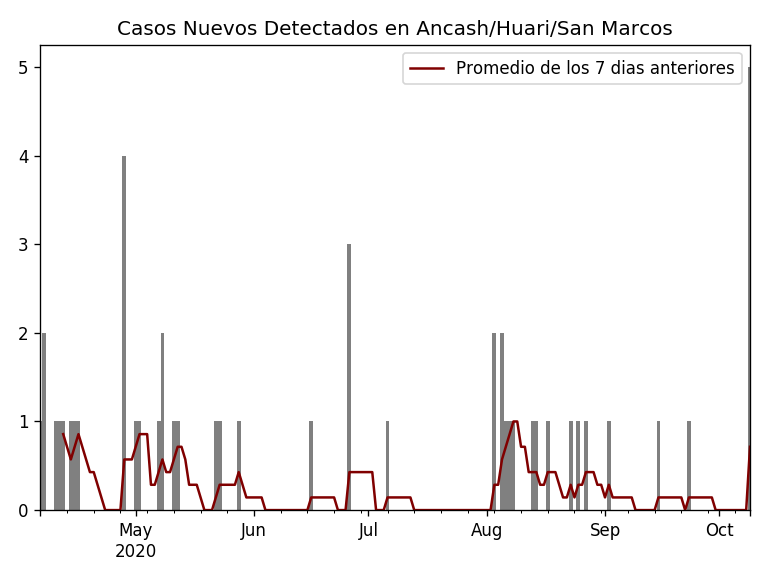 Casos Nuevos Detectados en Ancash/Huari/San Marcos
Promedio de los 7 dias anteriores
5
4
3
2
1
0
May Jun Jul Aug Sep Oct
2020